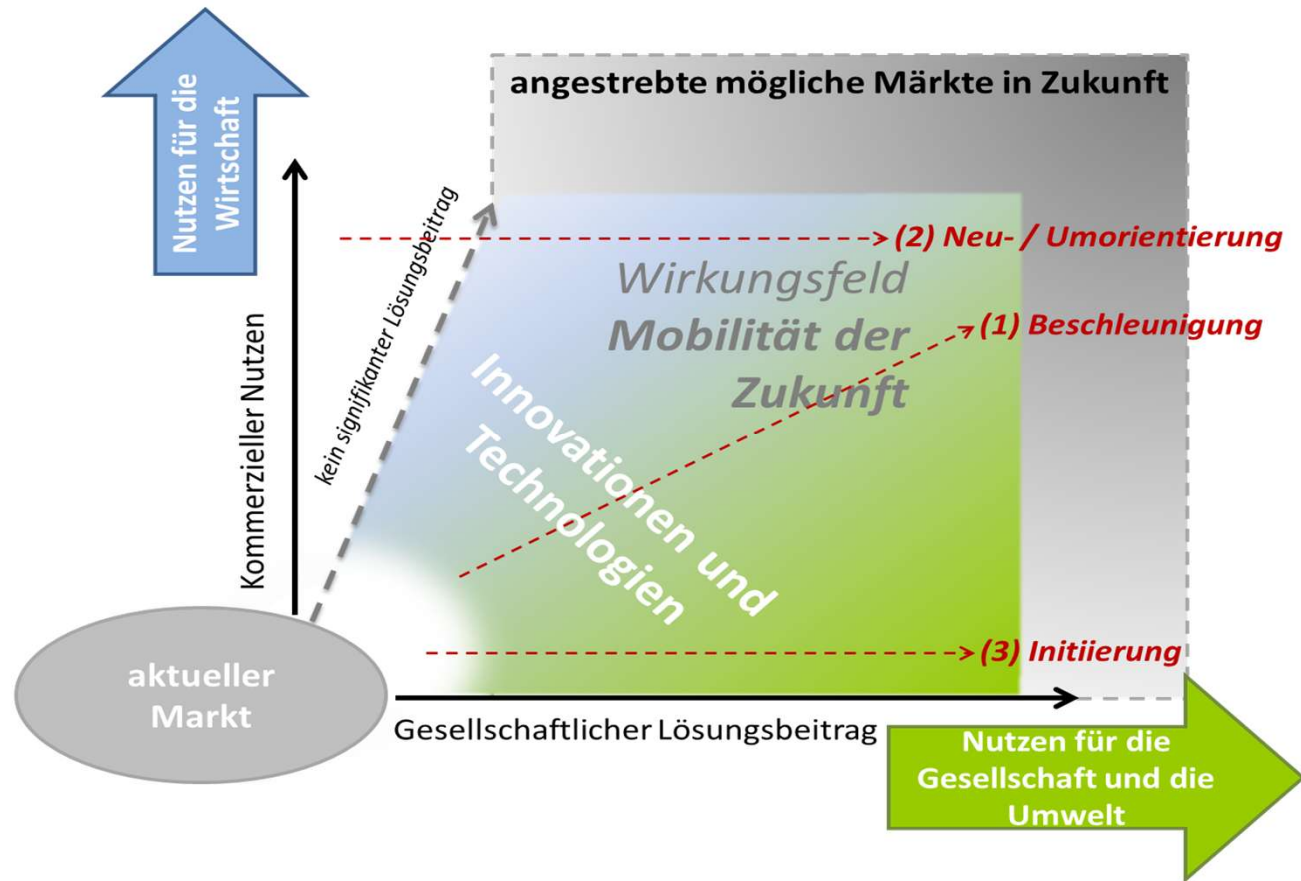 Nutzen für die
Wirtschaft
angestrebte mögliche Märkte in Zukunft
Kommerzieller Nutzen
kein signifikanter Lösungsbeitrag
(2) Neu- / Umorientierung
Wirkungsfeld
Mobilität der
Zukunft
(1) Beschleunigung
Innovationen und
Technologien
(3) Initiierung
aktueller
Markt
Gesellschaftlicher Lösungsbeitrag
Nutzen für die
Gesellschaft und die
Umwelt